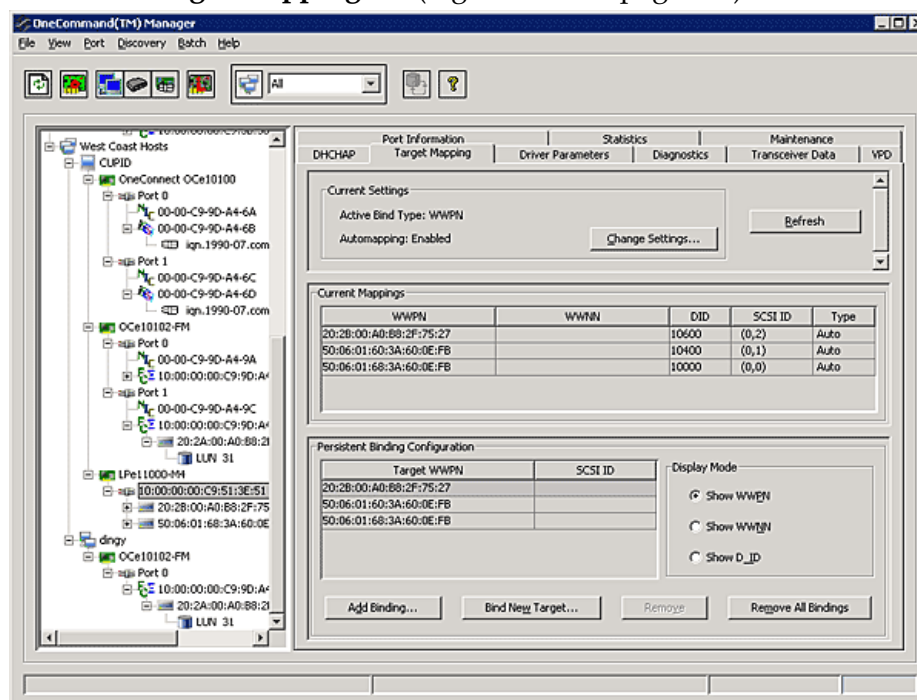 OneCommand(TM) Manager
File View Port Discovery Batch Help
All
West Coast Hosts
CUPID
OneConnect OCe10100
Port 0
00-00-C9-9D-A4-6A
00-00-C9-9D-A4-6B
iqn.1990-07.com
Port 1
00-00-C9-9D-A4-6C
00-00-C9-9D-A4-6D
iqn.1990-07.com
OCe10102-FM
Port 0
00-00-C9-9D-A4-9A
10:00:00:00:C9:9D:A4
Port 1
00-00-C9-9D-A4-9C
10:00:00:00:C9:9D:A4
20:2A:00:A0:B8:2
LUN 31
LPe11000-M4
10:00:00:00:C9:51:3E:51
20:2B:00:A0:B8:2F:75
50:06:01:68:3A:60:0E
dingy
OCe10102-FM
Port 0
10:00:00:00:C9:9D:A4
20:2A:00:A0:B8:2
LUN 31
Port Information Statistics Maintenance
DHCHAP Target Mapping Driver Parameters Diagnostics Transceiver Data VPD
Current Settings
Active Bind Type: WWPN
Automapping: Enabled
Change Settings...
Refresh
Current Mappings
WWPN WWNN DID SCSI ID Type
20:2B:00:A0:B8:2F:75:27 10600 (0,2) Auto
50:06:01:60:3A:60:0E:FB 10400 (0,1) Auto
50:06:01:68:3A:60:0E:FB 10000 (0,0) Auto
Persistent Binding Configuration
Target WWPN SCSI ID
20:2B:00:A0:B8:2F:75:27
50:06:01:60:3A:60:0E:FB
50:06:01:68:3A:60:0E:FB
Display Mode
Show WWPN
Show WWNN
Show D_ID
Add Binding... Bind New Target... Remove Remove All Bindings